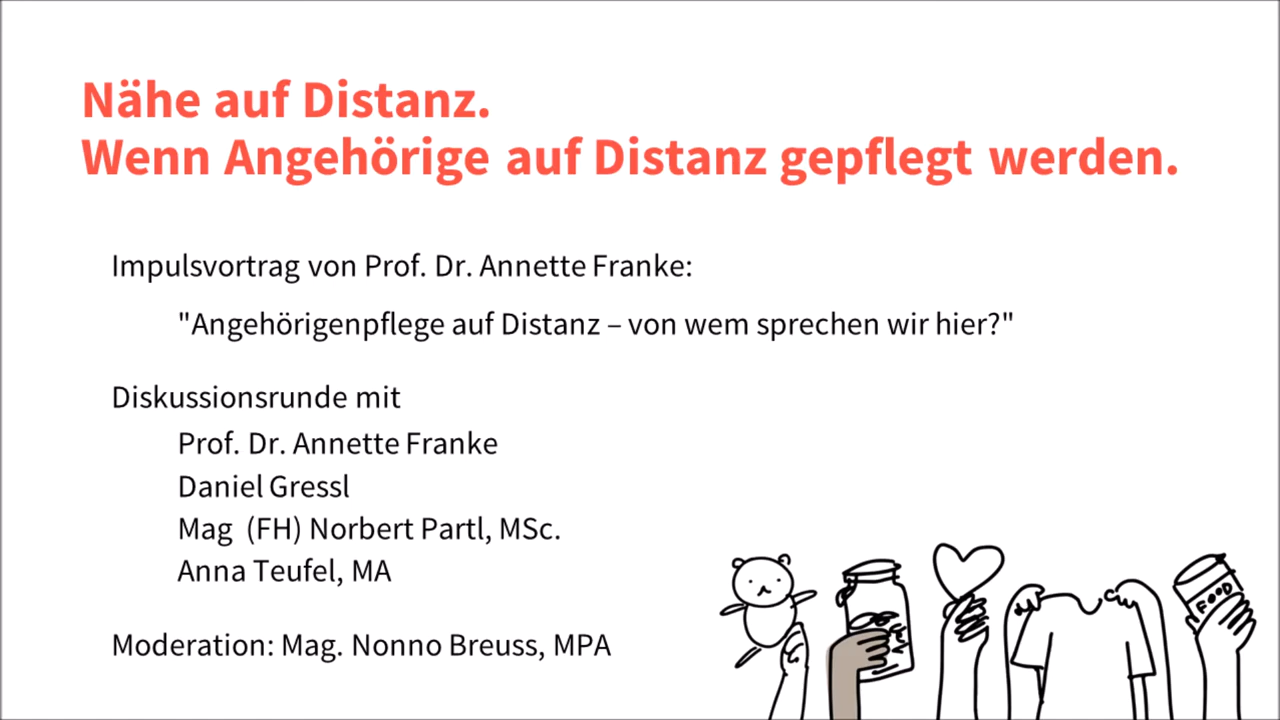 Nähe auf Distanz.
Wenn Angehörige auf Distanz gepflegt werden.
Impulsvortrag von Prof. Dr. Annette Franke:
"Angehörigenpflege auf Distanz – von wem sprechen wir hier?"
Diskussionsrunde mit
Prof. Dr. Annette Franke
Daniel Gressl
Mag (FH) Norbert Partl, MSc.
Anna Teufel, MA
Moderation: Mag. Nonno Breuss, MPA
FOOD